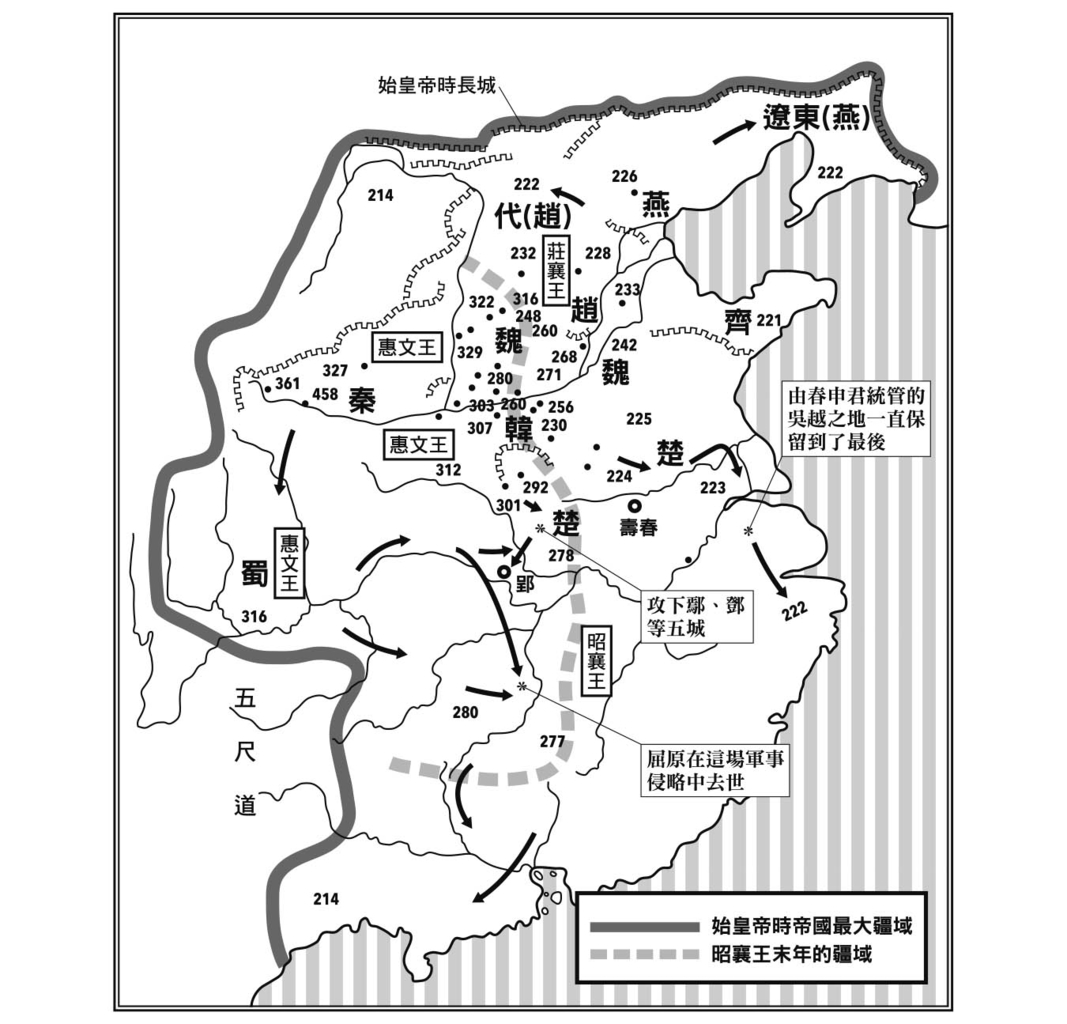 始皇帝時長城
遼東(燕)
222
214
222
226
燕
代(趙)
232
莊襄王
228
233
322
316
248
趙
齊
221
260
魏
329
惠文王
268
242
327
271
魏
361
458
秦
280
303
260
256
307
韓
230
225
由春申君統管的
吳越之地一直保
留到了最後
惠文王
312
楚
224
223
292
301
楚
壽春
278
郢
惠文王
蜀
316
攻下鄢、鄧
等五城
222
昭襄王
五尺道
280
277
屈原在這場軍事
侵略中去世
214
始皇帝時帝國最大疆域
昭襄王末年的疆域